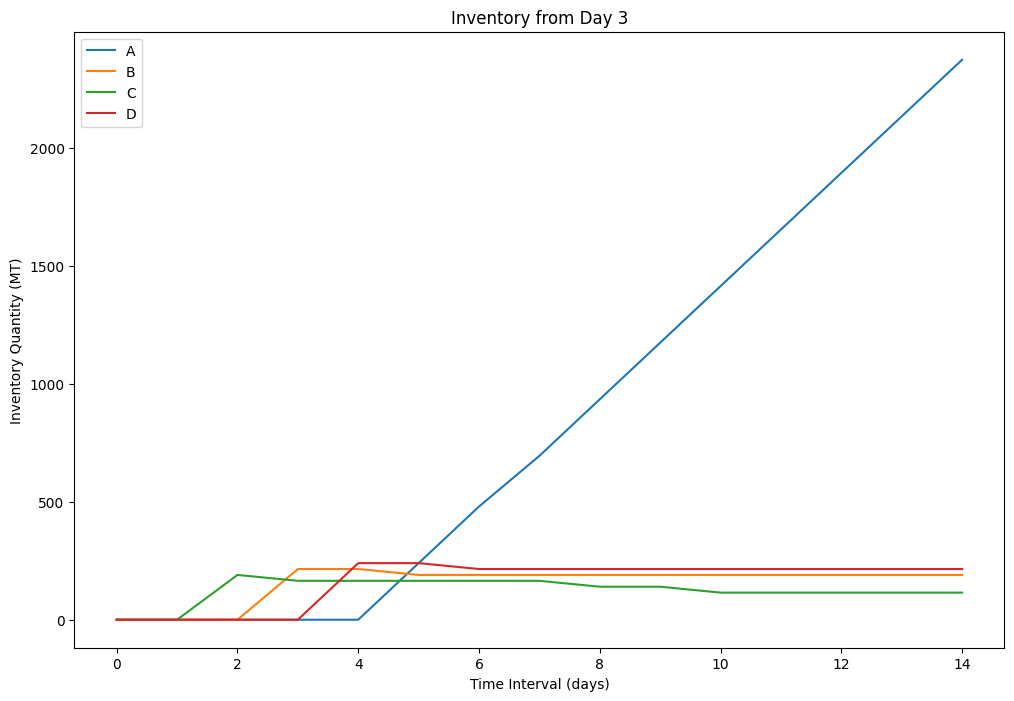 Inventory from Day 3
A
B
C
D
Inventory Quantity (MT)
2000
1500
1000
500
0
0 2 4 6 8 10 12 14
Time Interval (days)